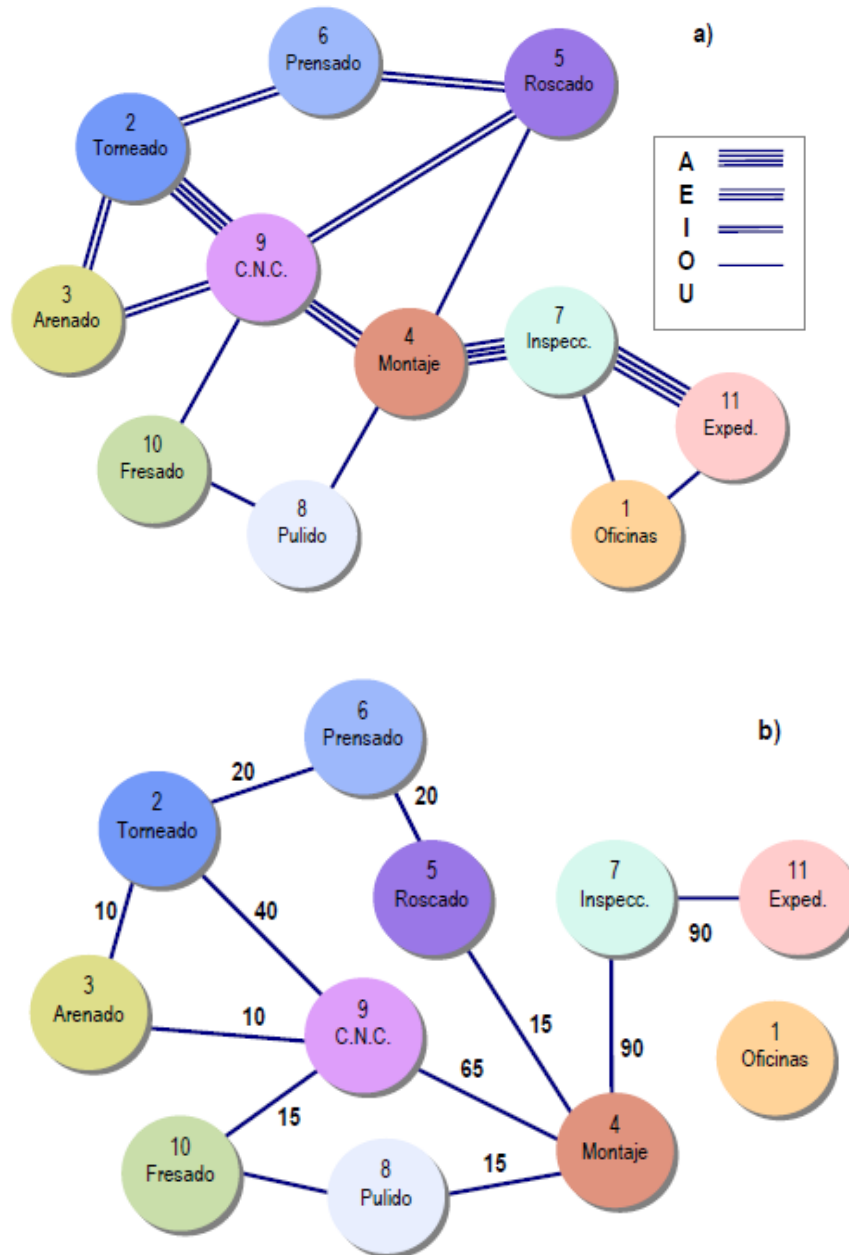 a)
6
Prensado
5
Roscado
2
Torneado
A
E
I
O
U
9
C.N.C.
3
Arenado
7
Inspecc.
4
Montaje
11
Exped.
10
Fresado
8
Pulido
1
Oficinas
b)
6
Prensado
20
20
2
Torneado
5
Roscado
7
Inspecc.
11
Exped.
10
40
90
3
Arenado
10
9
C.N.C.
15
90
1
Oficinas
65
15
10
Fresado
8
Pulido
15
4
Montaje